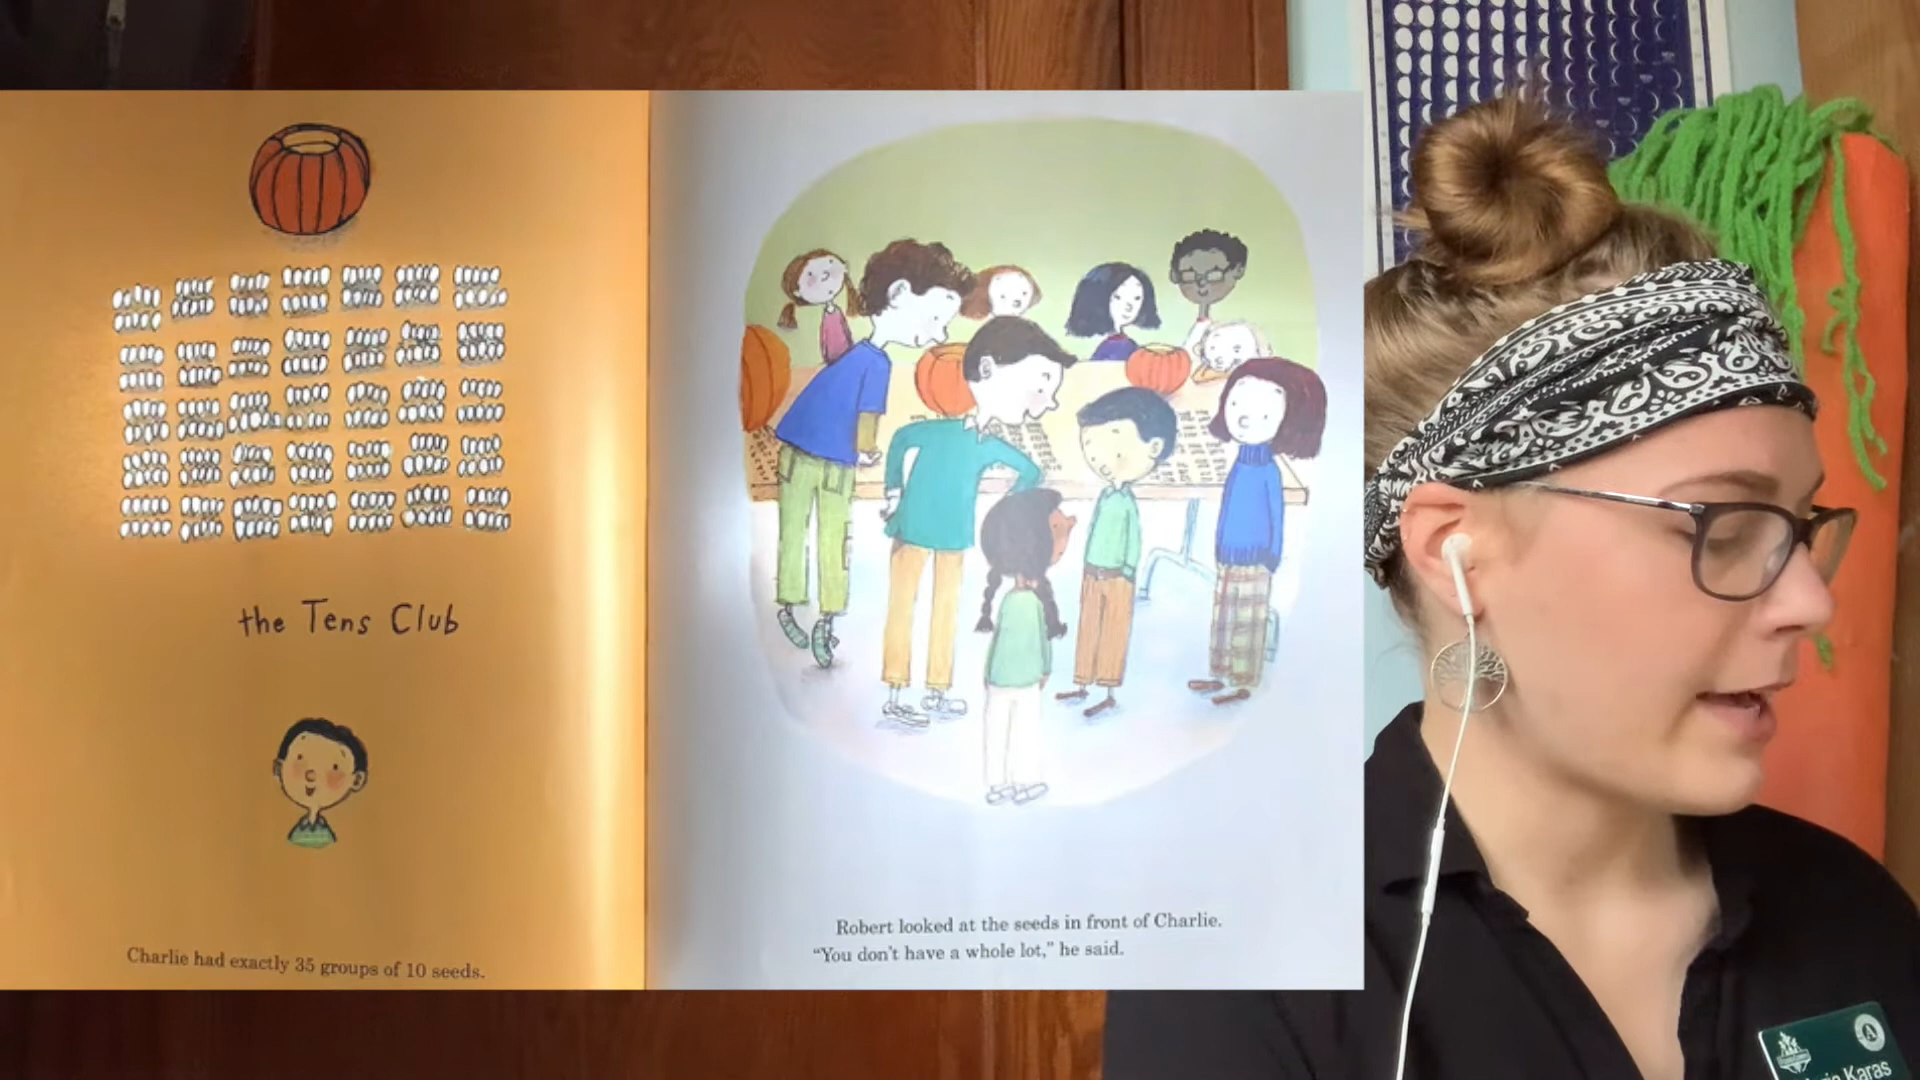 the Tens Club
Charlie had exactly 35 groups of 10 seeds.
Robert looked at the seeds in front of Charlie.
“You don’t have a whole lot,” he said.
A
Karas